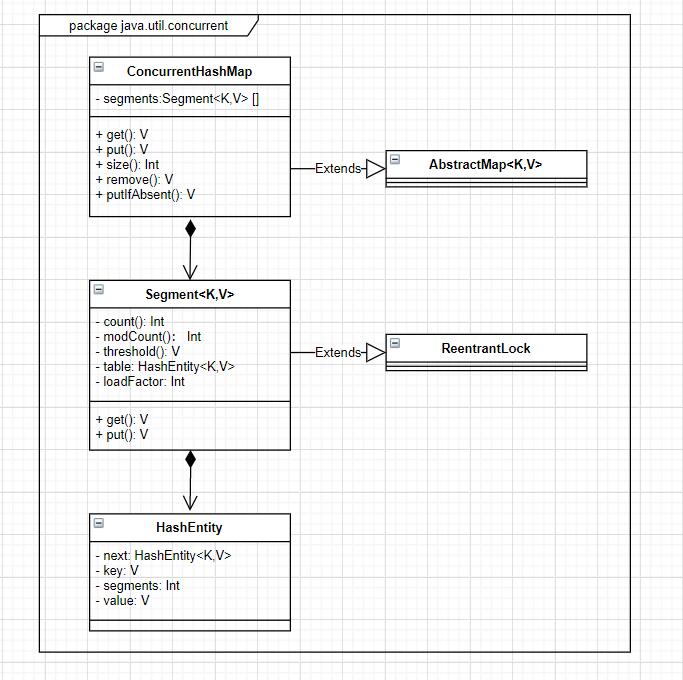 package java.util.concurrent
ConcurrentHashMap
- segments:Segment<K,V> []
+ get(): V
+ put(): V
+ size(): Int
+ remove(): V
+ putIfAbsent(): V
Extends
AbstractMap<K,V>
Segment<K,V>
- count(): Int
- modCount()： Int
- threshold(): V
- table: HashEntity<K,V>
- loadFactor: Int
+ get(): V
+ put(): V
Extends
ReentrantLock
HashEntity
- next: HashEntity<K,V>
- key: V
- segments: Int
- value: V